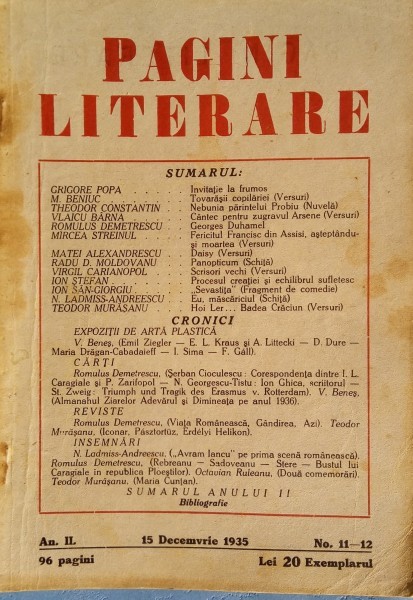 PAGINI
LITERARE
SUMARUL:
GRIGORE POPA . . . . . Invitație la frumos
M. BENIUC . . . . . Tovarășii copilăriei (Versuri)
THEODOR CONSTANTIN . . Nebunia părintelui Probiu (Nuvelă)
VLAICU BÂRNA . . . . . Cântec pentru zugravul Arsene (Versuri)
ROMULUS DEMETRESCU . . Georges Duhamel
MIRCEA STREINUL . . . . Fericitul Francisc din Assisi, așteptându-
și moartea (Versuri)
MATEI ALEXANDRESCU . . Daisy (Versuri)
RADU D. MOLDOVANU . . Panopticum (Schiță)
VIRGIL CARIANOPOL . . . Scrisori vechi (Versuri)
ION ȘTEFAN . . . . . Procesul creației și echilibrul sufletesc
ION SÂN-GIORGIU . . . . „Sevastița" (Fragment de comedie)
N. LADMISS-ANDREESCU . . Eu, măscăriciul (Schiță)
TEODOR MURĂȘANU . . . Hoi Ler... Badea Crăciun (Versuri)
CRONICI
EXPOZIȚII DE ARTĂ PLASTICĂ
V. Beneș, (Emil Ziegler — E. L. Kraus și A. Littecki — D. Dure —
Maria Drăgan-Cabadaieff — I. Sima — F. Gáll).
CĂRȚI
Romulus Demetrescu, (Șerban Cioculescu: Corespondența dintre I. L.
Caragiale și P. Zarifopol — N. Georgescu-Tistu: Ion Ghica, scriitorul —
St. Zweig: Triumph und Tragik des Erasmus v. Rotterdam). V. Beneș,
(Almanahul Ziarelor Adevărul și Dimineața pe anul 1936).
REVISTE
Romulus Demetrescu, (Viața Românească, Gândirea, Azi). Teodor
Murășanu, (Iconar, Pásztortüz, Erdélyi Helikon).
INSEMNĂRI
N. Ladmiss-Andreescu, („Avram Iancu" pe prima scenă românească).
Romulus Demetrescu, (Rebreanu — Sadoveanu — Stere — Bustul lui
Caragiale in republica Ploeștilor). Octavian Ruleanu, (Două comemorări).
Teodor Murășanu, (Maria Cunțan).
SUMARUL ANULUI II
Bibliografie
An. II. 15 Decemvrie 1935 No. 11—12
96 pagini Lei 20 Exemplarul